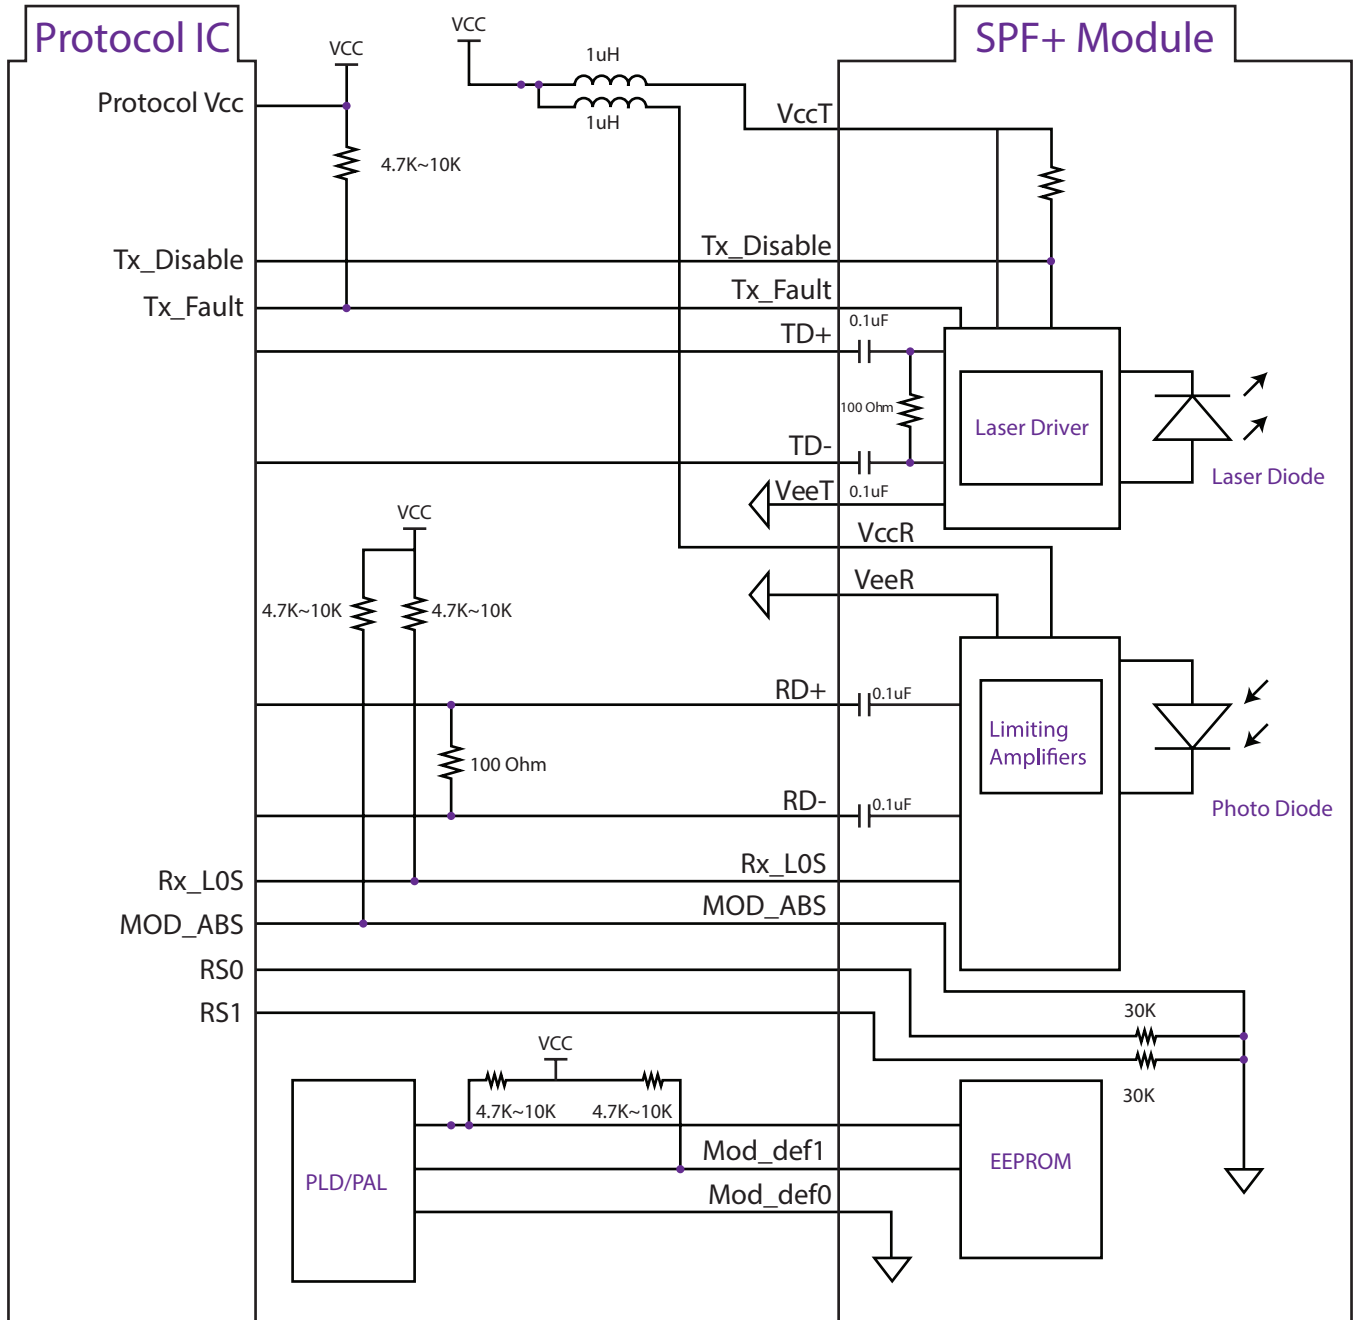 Protocol IC
SPF+ Module
VCC
VCC
1uH
1uH
Protocol Vcc
VccT
4.7K~10K
Tx_Disable
Tx_Disable
Tx_Fault
Tx_Fault
0.1uF
TD+
100 Ohm
Laser Driver
TD-
Laser Diode
VeeT
0.1uF
VCC
VccR
VeeR
4.7K~10K
4.7K~10K
RD+
0.1uF
Limiting
Amplifiers
100 Ohm
RD-
0.1uF
Photo Diode
Rx_L0S
Rx_L0S
MOD_ABS
MOD_ABS
RS0
RS1
30K
VCC
30K
4.7K~10K
4.7K~10K
Mod_def1
EEPROM
PLD/PAL
Mod_def0